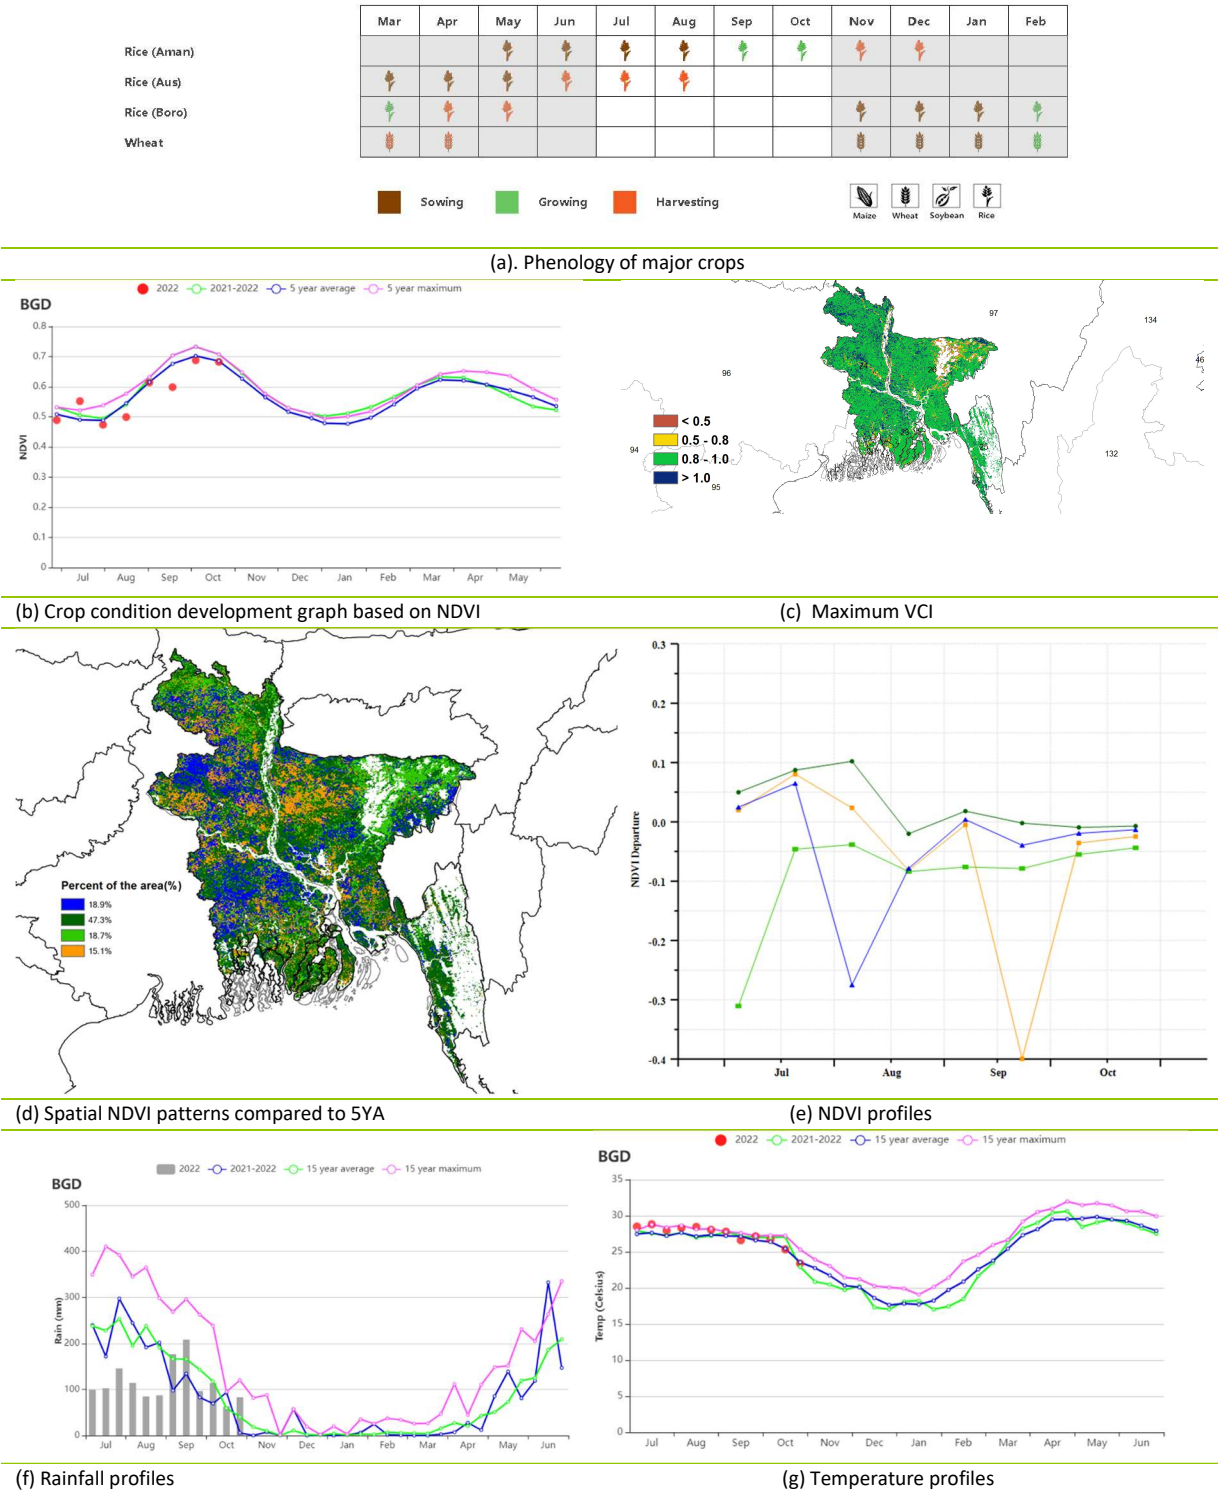 Mar Apr May Jun Jul Aug Sep Oct Nov Dec Jan Feb
Rice (Aman)
Rice (Aus)
Rice (Boro)
Wheat
Sowing Growing Harvesting
Maize Wheat Soybean Rice
(a). Phenology of major crops
2022 2021-2022 5 year average 5 year maximum
BGD
0.8
0.7
0.6
0.5
0.4
0.3
0.2
0.1
0
NDVI
Jul Aug Sep Oct Nov Dec Jan Feb Mar Apr May
97
134
46
96
24
26
94
95
132
< 0.5
0.5 - 0.8
0.8 - 1.0
> 1.0
(b) Crop condition development graph based on NDVI
(c) Maximum VCI
Percent of the area(%)
18.9%
47.3%
18.7%
15.1%
0.3
0.2
0.1
0.0
-0.1
-0.2
-0.3
-0.4
NDVI Departure
Jul Aug Sep Oct
(d) Spatial NDVI patterns compared to 5YA
(e) NDVI profiles
2022 2021-2022 15 year average 15 year maximum
BGD
500
400
300
200
100
0
Rain (mm)
Jul Aug Sep Oct Nov Dec Jan Feb Mar Apr May Jun
2022 2021-2022 15 year average 15 year maximum
BGD
35
30
25
20
15
10
5
0
Temp (Celsius)
Jul Aug Sep Oct Nov Dec Jan Feb Mar Apr May Jun
(f) Rainfall profiles
(g) Temperature profiles